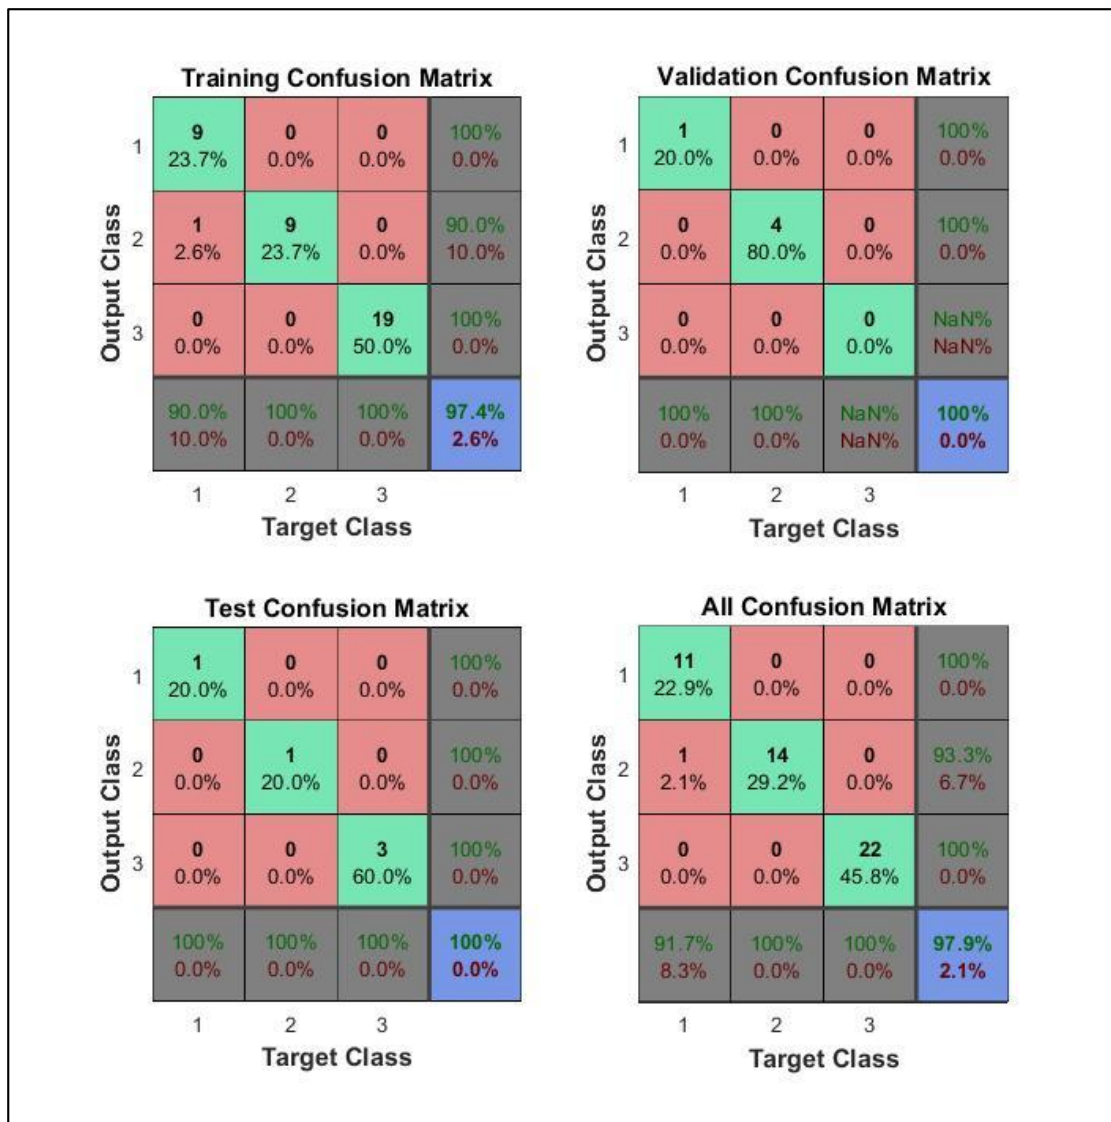 Training Confusion Matrix
Output Class
1
9 0 0 100%
23.7% 0.0% 0.0% 0.0%
2
1 9 0 90.0%
2.6% 23.7% 0.0% 10.0%
3
0 0 19 100%
0.0% 0.0% 50.0% 0.0%
90.0% 100% 100% 97.4%
10.0% 0.0% 0.0% 2.6%
1 2 3
Target Class
Validation Confusion Matrix
Output Class
1
1 0 0 100%
20.0% 0.0% 0.0% 0.0%
2
0 4 0 100%
0.0% 80.0% 0.0% 0.0%
3
0 0 0 NaN%
0.0% 0.0% 0.0% NaN%
100% 100% NaN% 100%
0.0% 0.0% NaN% 0.0%
1 2 3
Target Class
Test Confusion Matrix
Output Class
1
1 0 0 100%
20.0% 0.0% 0.0% 0.0%
2
0 1 0 100%
0.0% 20.0% 0.0% 0.0%
3
0 0 3 100%
0.0% 0.0% 60.0% 0.0%
100% 100% 100% 100%
0.0% 0.0% 0.0% 0.0%
1 2 3
Target Class
All Confusion Matrix
Output Class
1
11 0 0 100%
22.9% 0.0% 0.0% 0.0%
2
1 14 0 93.3%
2.1% 29.2% 0.0% 6.7%
3
0 0 22 100%
0.0% 0.0% 45.8% 0.0%
91.7% 100% 100% 97.9%
8.3% 0.0% 0.0% 2.1%
1 2 3
Target Class